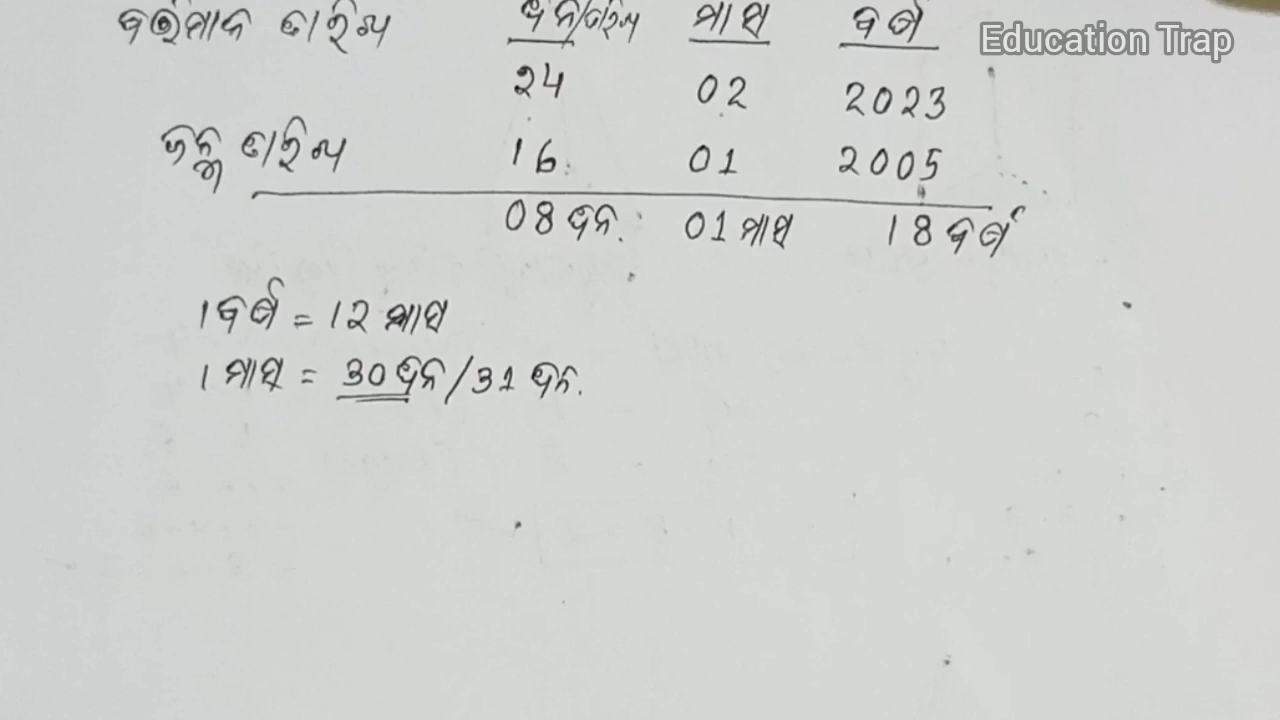 ବର୍ତ୍ତମାନ ତାରିଖ ଦିନ/ତାରିଖ ମାସ ବର୍ଷ
Education Trap
24 02 2023
ଜନ୍ମ ତାରିଖ 16 01 2005
08 ଦିନ. 01 ମାସ 18 ବର୍ଷ
1 ବର୍ଷ = 12 ମାସ
1 ମାସ = 30 ଦିନ / 31 ଦିନ.